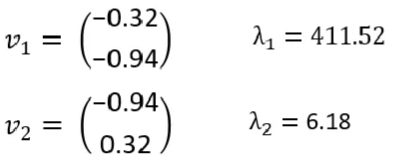 v₁ = (−0.32 −0.94) λ₁ = 411.52
v₂ = (−0.94 0.32) λ₂ = 6.18